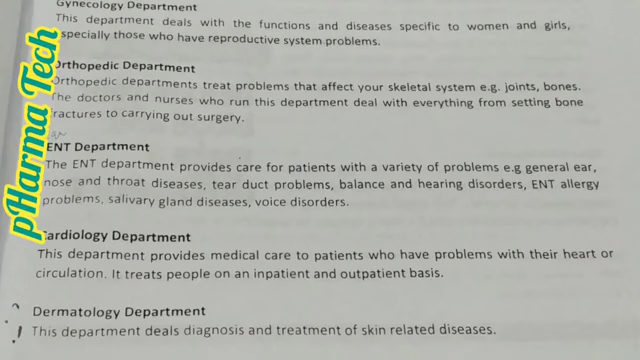 Gynecology Department
This department deals with the functions and diseases specific to women and girls,
specially those who have reproductive system problems.
Orthopedic Department
Orthopedic departments treat problems that affect your skeletal system e.g. joints, bones.
The doctors and nurses who run this department deal with everything from setting bone
fractures to carrying out surgery.
ENT Department
The ENT department provides care for patients with a variety of problems e.g general ear,
nose and throat diseases, tear duct problems, balance and hearing disorders, ENT allergy
problems, salivary gland diseases, voice disorders.
Cardiology Department
This department provides medical care to patients who have problems with their heart or
circulation. It treats people on an inpatient and outpatient basis.
Dermatology Department
This department deals diagnosis and treatment of skin related diseases.
pHarma Tech